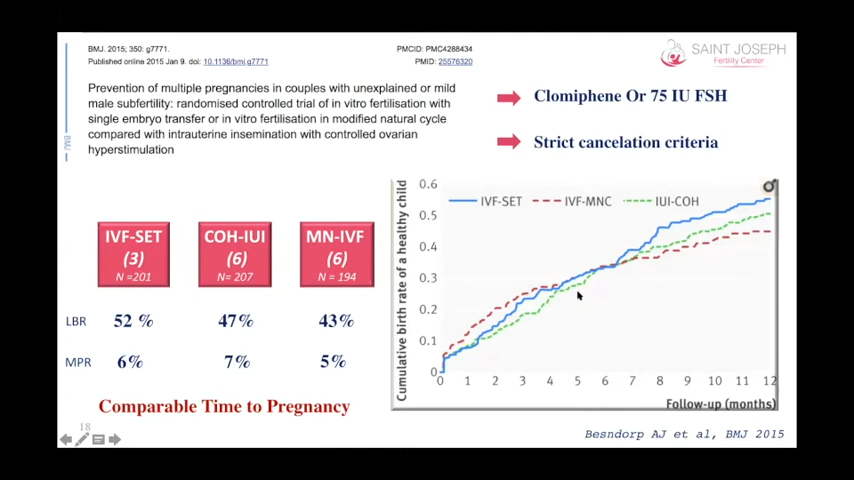 BMJ. 2015; 350: g7771.
PMCID: PMC4288434
Published online 2015 Jan 9. doi: 10.1136/bmj.g7771
PMID: 25576320
SAINT JOSEPH
Fertility Center
BMJ
Prevention of multiple pregnancies in couples with unexplained or mild
male subfertility: randomised controlled trial of in vitro fertilisation with
single embryo transfer or in vitro fertilisation in modified natural cycle
compared with intrauterine insemination with controlled ovarian
hyperstimulation
Clomiphene Or 75 IU FSH
Strict cancelation criteria
IVF-SET
(3)
N =201
COH-IUI
(6)
N = 207
MN-IVF
(6)
N = 194
LBR 52 % 47% 43%
MPR 6% 7% 5%
Comparable Time to Pregnancy
Cumulative birth rate of a healthy child
0.6
0.5
0.4
0.3
0.2
0.1
0
IVF-SET IVF-MNC IUI-COH
0 1 2 3 4 5 6 7 8 9 10 11 12
Follow-up (months)
18
Besndorp AJ et al, BMJ 2015